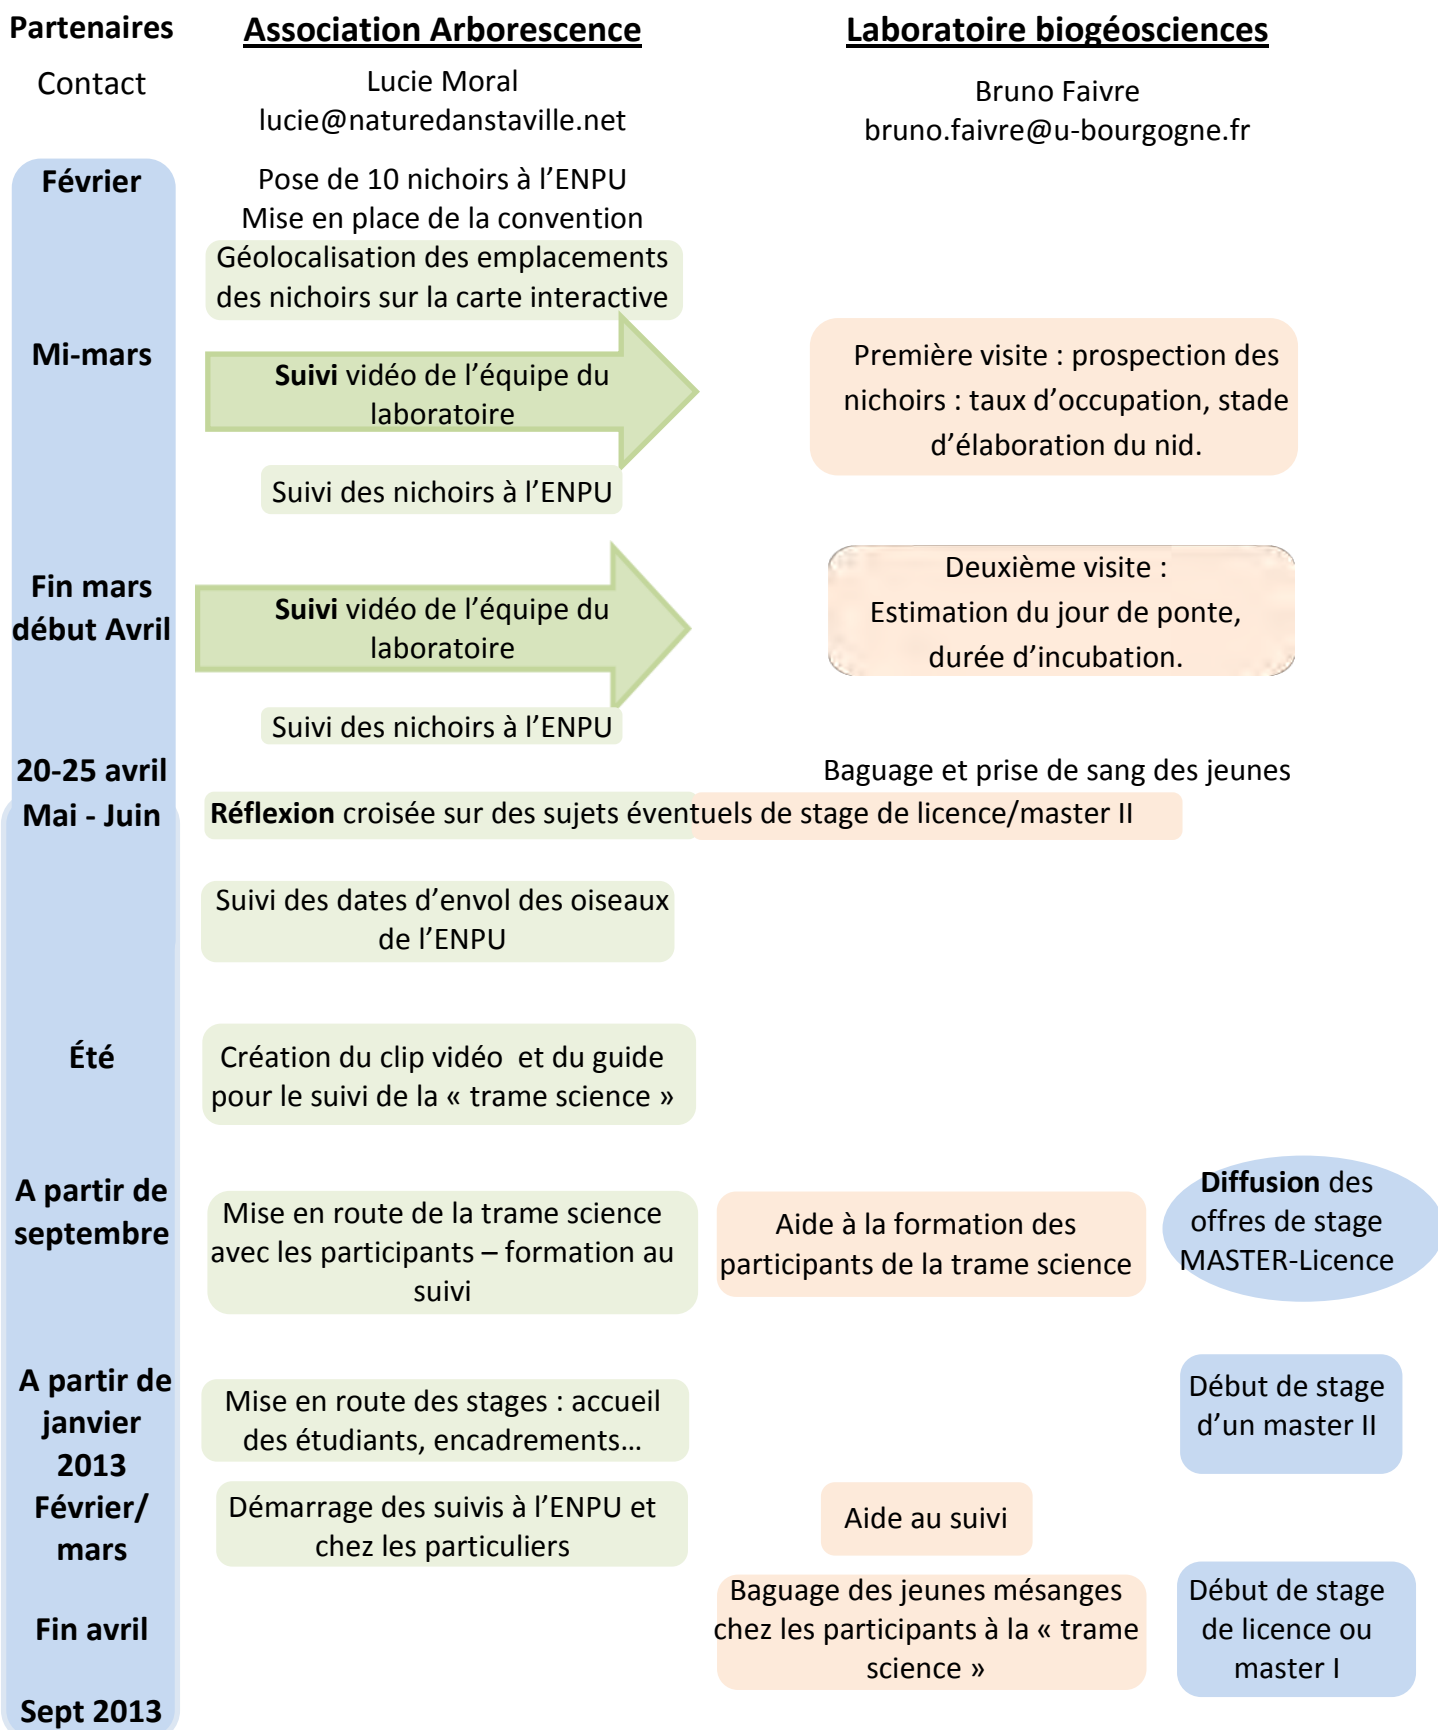 Partenaires
Association Arborescence
Laboratoire biogéosciences
Contact
Lucie Moral
lucie@naturedanstaville.net
Bruno Faivre
bruno.faivre@u-bourgogne.fr
Février
Pose de 10 nichoirs à l’ENPU
Mise en place de la convention
Géolocalisation des emplacements
des nichoirs sur la carte interactive
Mi-mars
Suivi vidéo de l’équipe du
laboratoire
Première visite : prospection des
nichoirs : taux d’occupation, stade
d’élaboration du nid.
Suivi des nichoirs à l’ENPU
Fin mars
début Avril
Suivi vidéo de l’équipe du
laboratoire
Deuxième visite :
Estimation du jour de ponte,
durée d’incubation.
Suivi des nichoirs à l’ENPU
20-25 avril
Baguage et prise de sang des jeunes
Mai - Juin
Réflexion croisée sur des sujets éventuels de stage de licence/master II
Suivi des dates d’envol des oiseaux
de l’ENPU
Été
Création du clip vidéo et du guide
pour le suivi de la « trame science »
A partir de
septembre
Mise en route de la trame science
avec les participants – formation au
suivi
Aide à la formation des
participants de la trame science
Diffusion des
offres de stage
MASTER-Licence
A partir de
janvier
2013
Mise en route des stages : accueil
des étudiants, encadrements…
Début de stage
d’un master II
Février/
mars
Démarrage des suivis à l’ENPU et
chez les particuliers
Aide au suivi
Fin avril
Baguage des jeunes mésanges
chez les participants à la « trame
science »
Début de stage
de licence ou
master I
Sept 2013